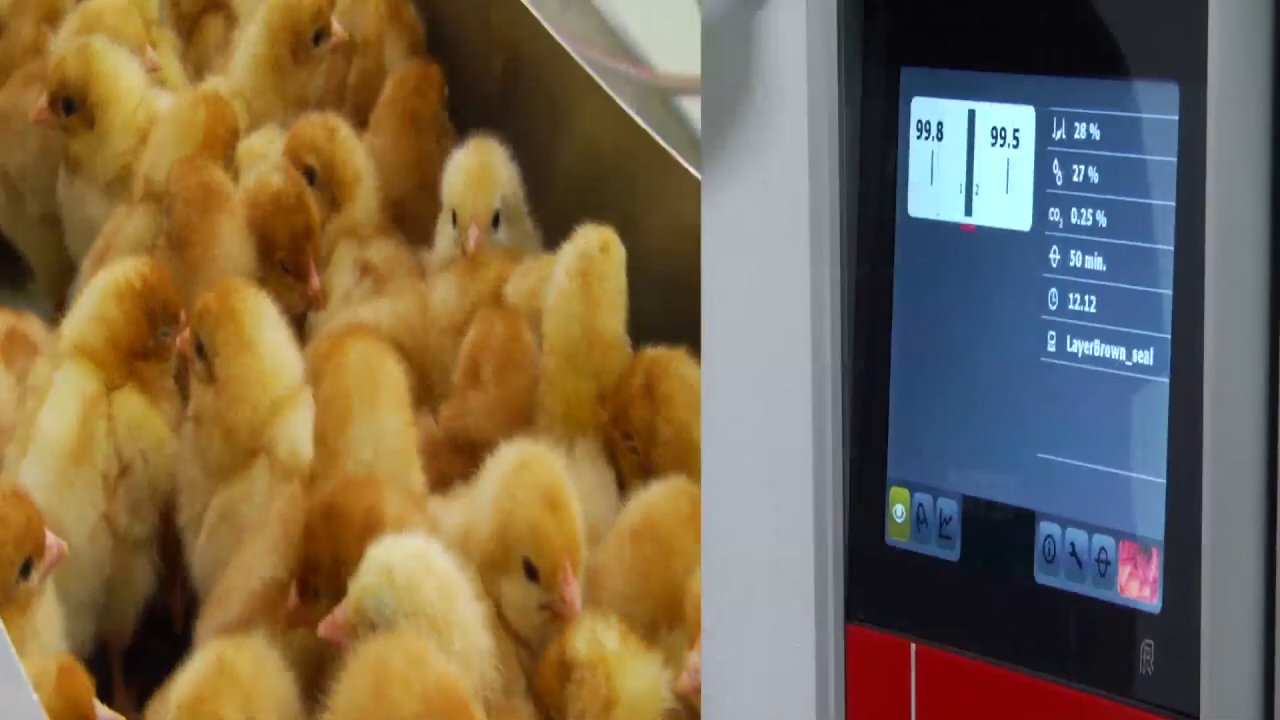 99.8
99.5
1 2
28 %
27 %
CO₂ 0.25 %
50 min.
12.12
LayerBrown_seal
R